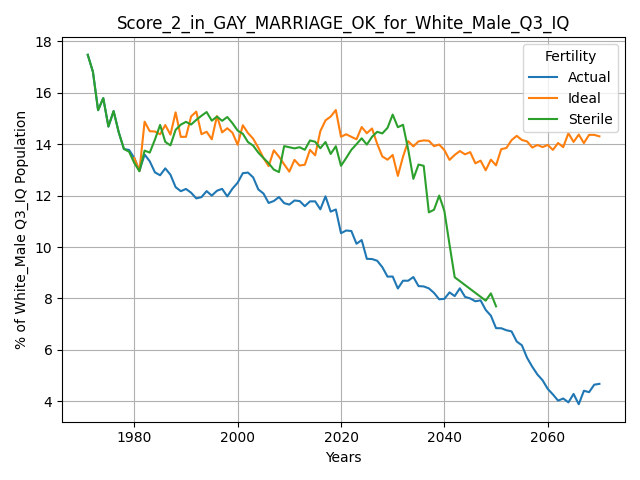 Score_2_in_GAY_MARRIAGE_OK_for_White_Male_Q3_IQ
% of White_Male Q3_IQ Population
18
16
14
12
10
8
6
4
Fertility
Actual
Ideal
Sterile
1980
2000
2020
2040
2060
Years